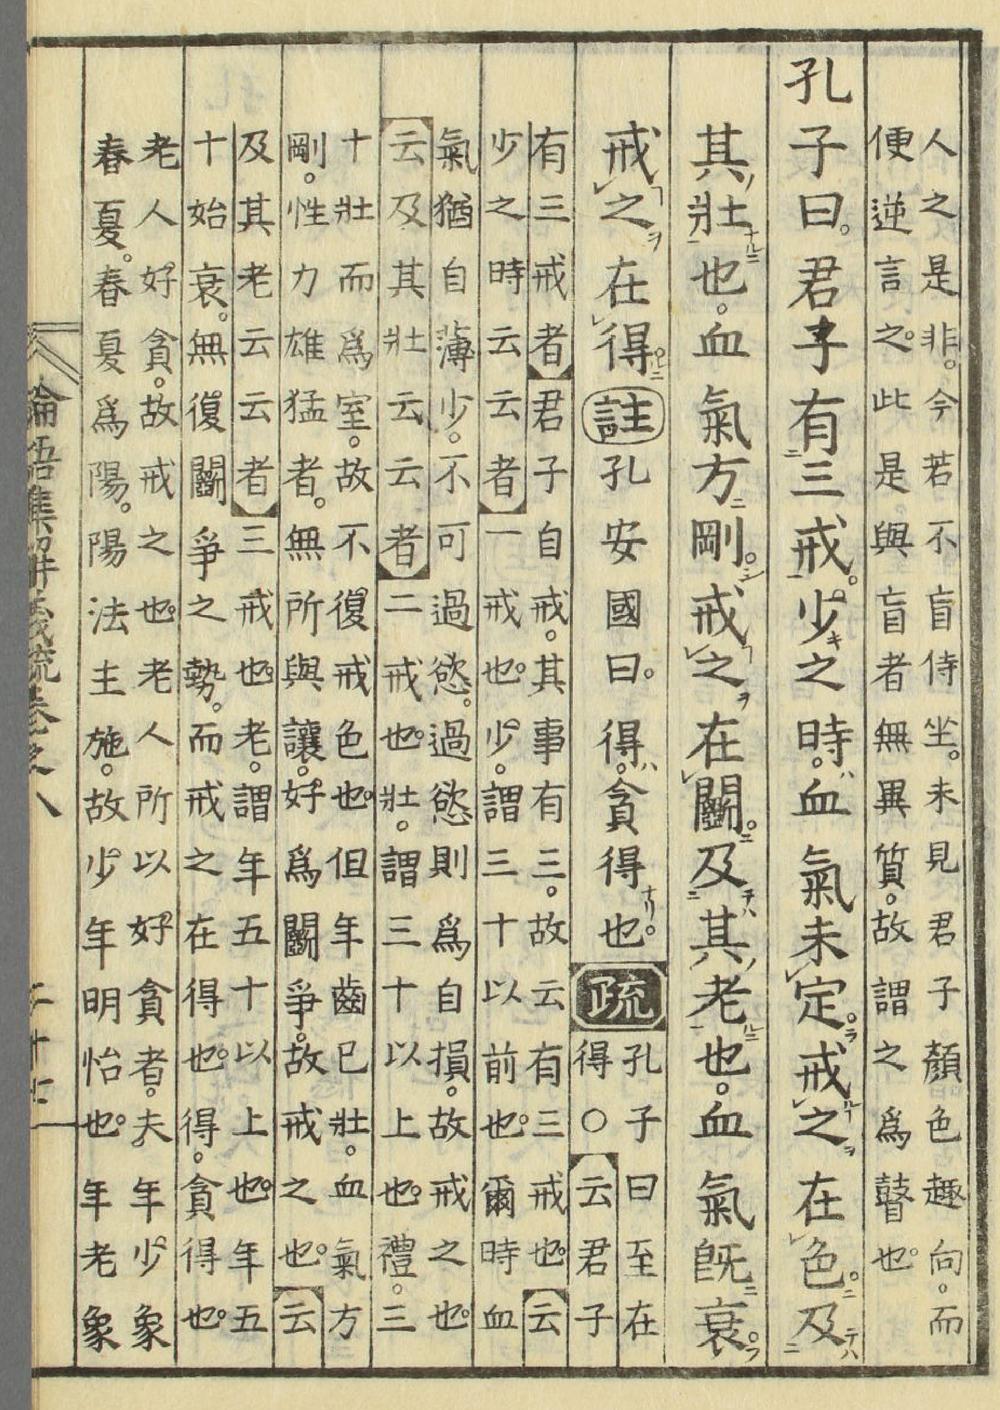 人之是非。今若不盲侍坐。未見君子顏色趣向。而
便逆言之。此是與盲者無異質。故謂之為瞽也。
孔子曰。君子有三戒。少之時。血氣未定。戒之在色。及
其壯也。血氣方剛。戒之在鬭。及其老也。血氣既衰。
戒之在得。註孔安國曰。得。貪得也。疏
孔子曰至在
得○云君子
有三戒者君子自戒。其事有三。故云有三戒也。云
少之時云云者一戒也。少。謂三十以前也。爾時血
氣猶自薄少。不可過慾。過慾則為自損。故戒之也。
云及其壯云云者二戒也。壯。謂三十以上也。禮。三
十壯而為室。故不復戒色也。但年齒已壯。血氣方
剛。性力雄猛者。無所與讓。好為鬭爭。故戒之也。云
及其老云云者三戒也。老。謂年五十以上也。年五
十始衰。無復鬭爭之勢。而戒之在得也。得。貪得也。
老人好貪。故戒之也。老人所以好貪者。夫年少象
春夏。春夏為陽。陽法主施。故少年明怡也。年老象
論語集解義疏卷之八
二十七